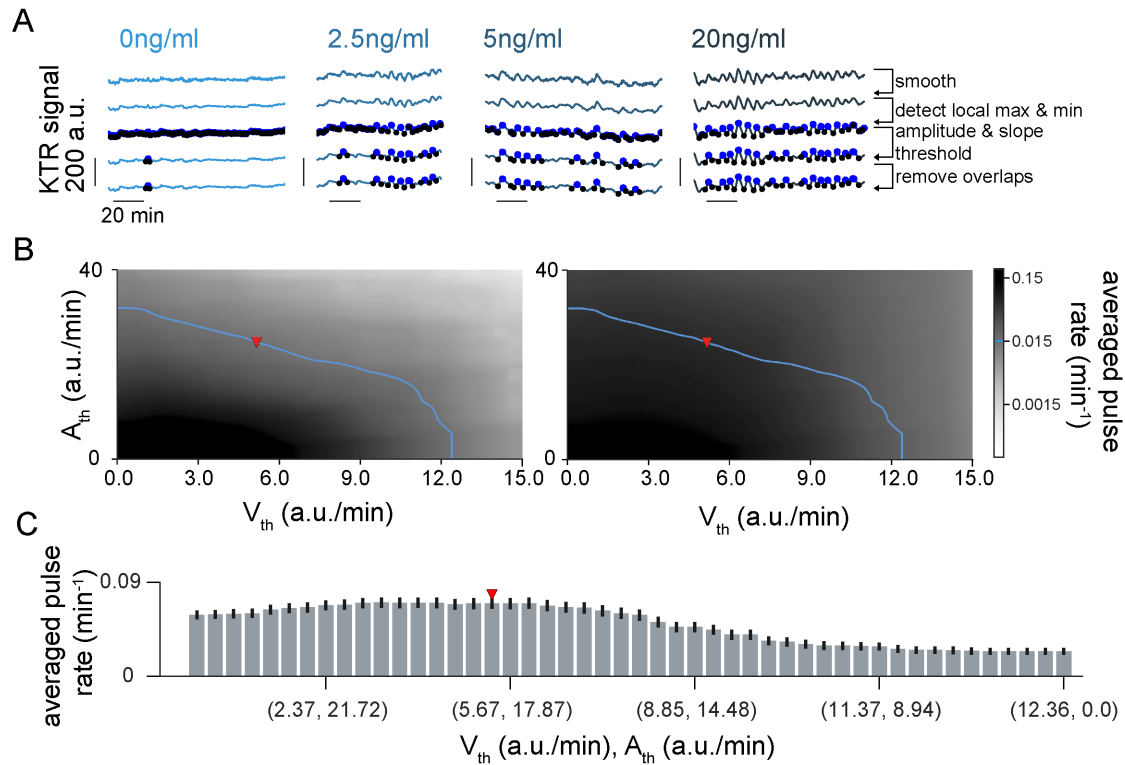 A
0ng/ml 2.5ng/ml 5ng/ml 20ng/ml
KTR signal
200 a.u.
smooth
detect local max & min
amplitude & slope
threshold
remove overlaps
20 min
B
40 40
A_th (a.u./min)
0
0.0 3.0 6.0 9.0 12.0 15.0
V_th (a.u./min)
0
0.0 3.0 6.0 9.0 12.0 15.0
V_th (a.u./min)
0.15
0.015
0.0015
averaged pulse
rate (min⁻¹)
C
averaged pulse
rate (min⁻¹)
0.09
0
(2.37, 21.72) (5.67, 17.87) (8.85, 14.48) (11.37, 8.94) (12.36, 0.0)
V_th (a.u./min), A_th (a.u./min)